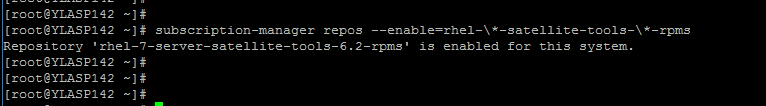 [root@YLASP142 ~]#
[root@YLASP142 ~]#
[root@YLASP142 ~]# subscription-manager repos --enable=rhel-\*-satellite-tools-\*-rpms
Repository 'rhel-7-server-satellite-tools-6.2-rpms' is enabled for this system.
[root@YLASP142 ~]#
[root@YLASP142 ~]#
[root@YLASP142 ~]#